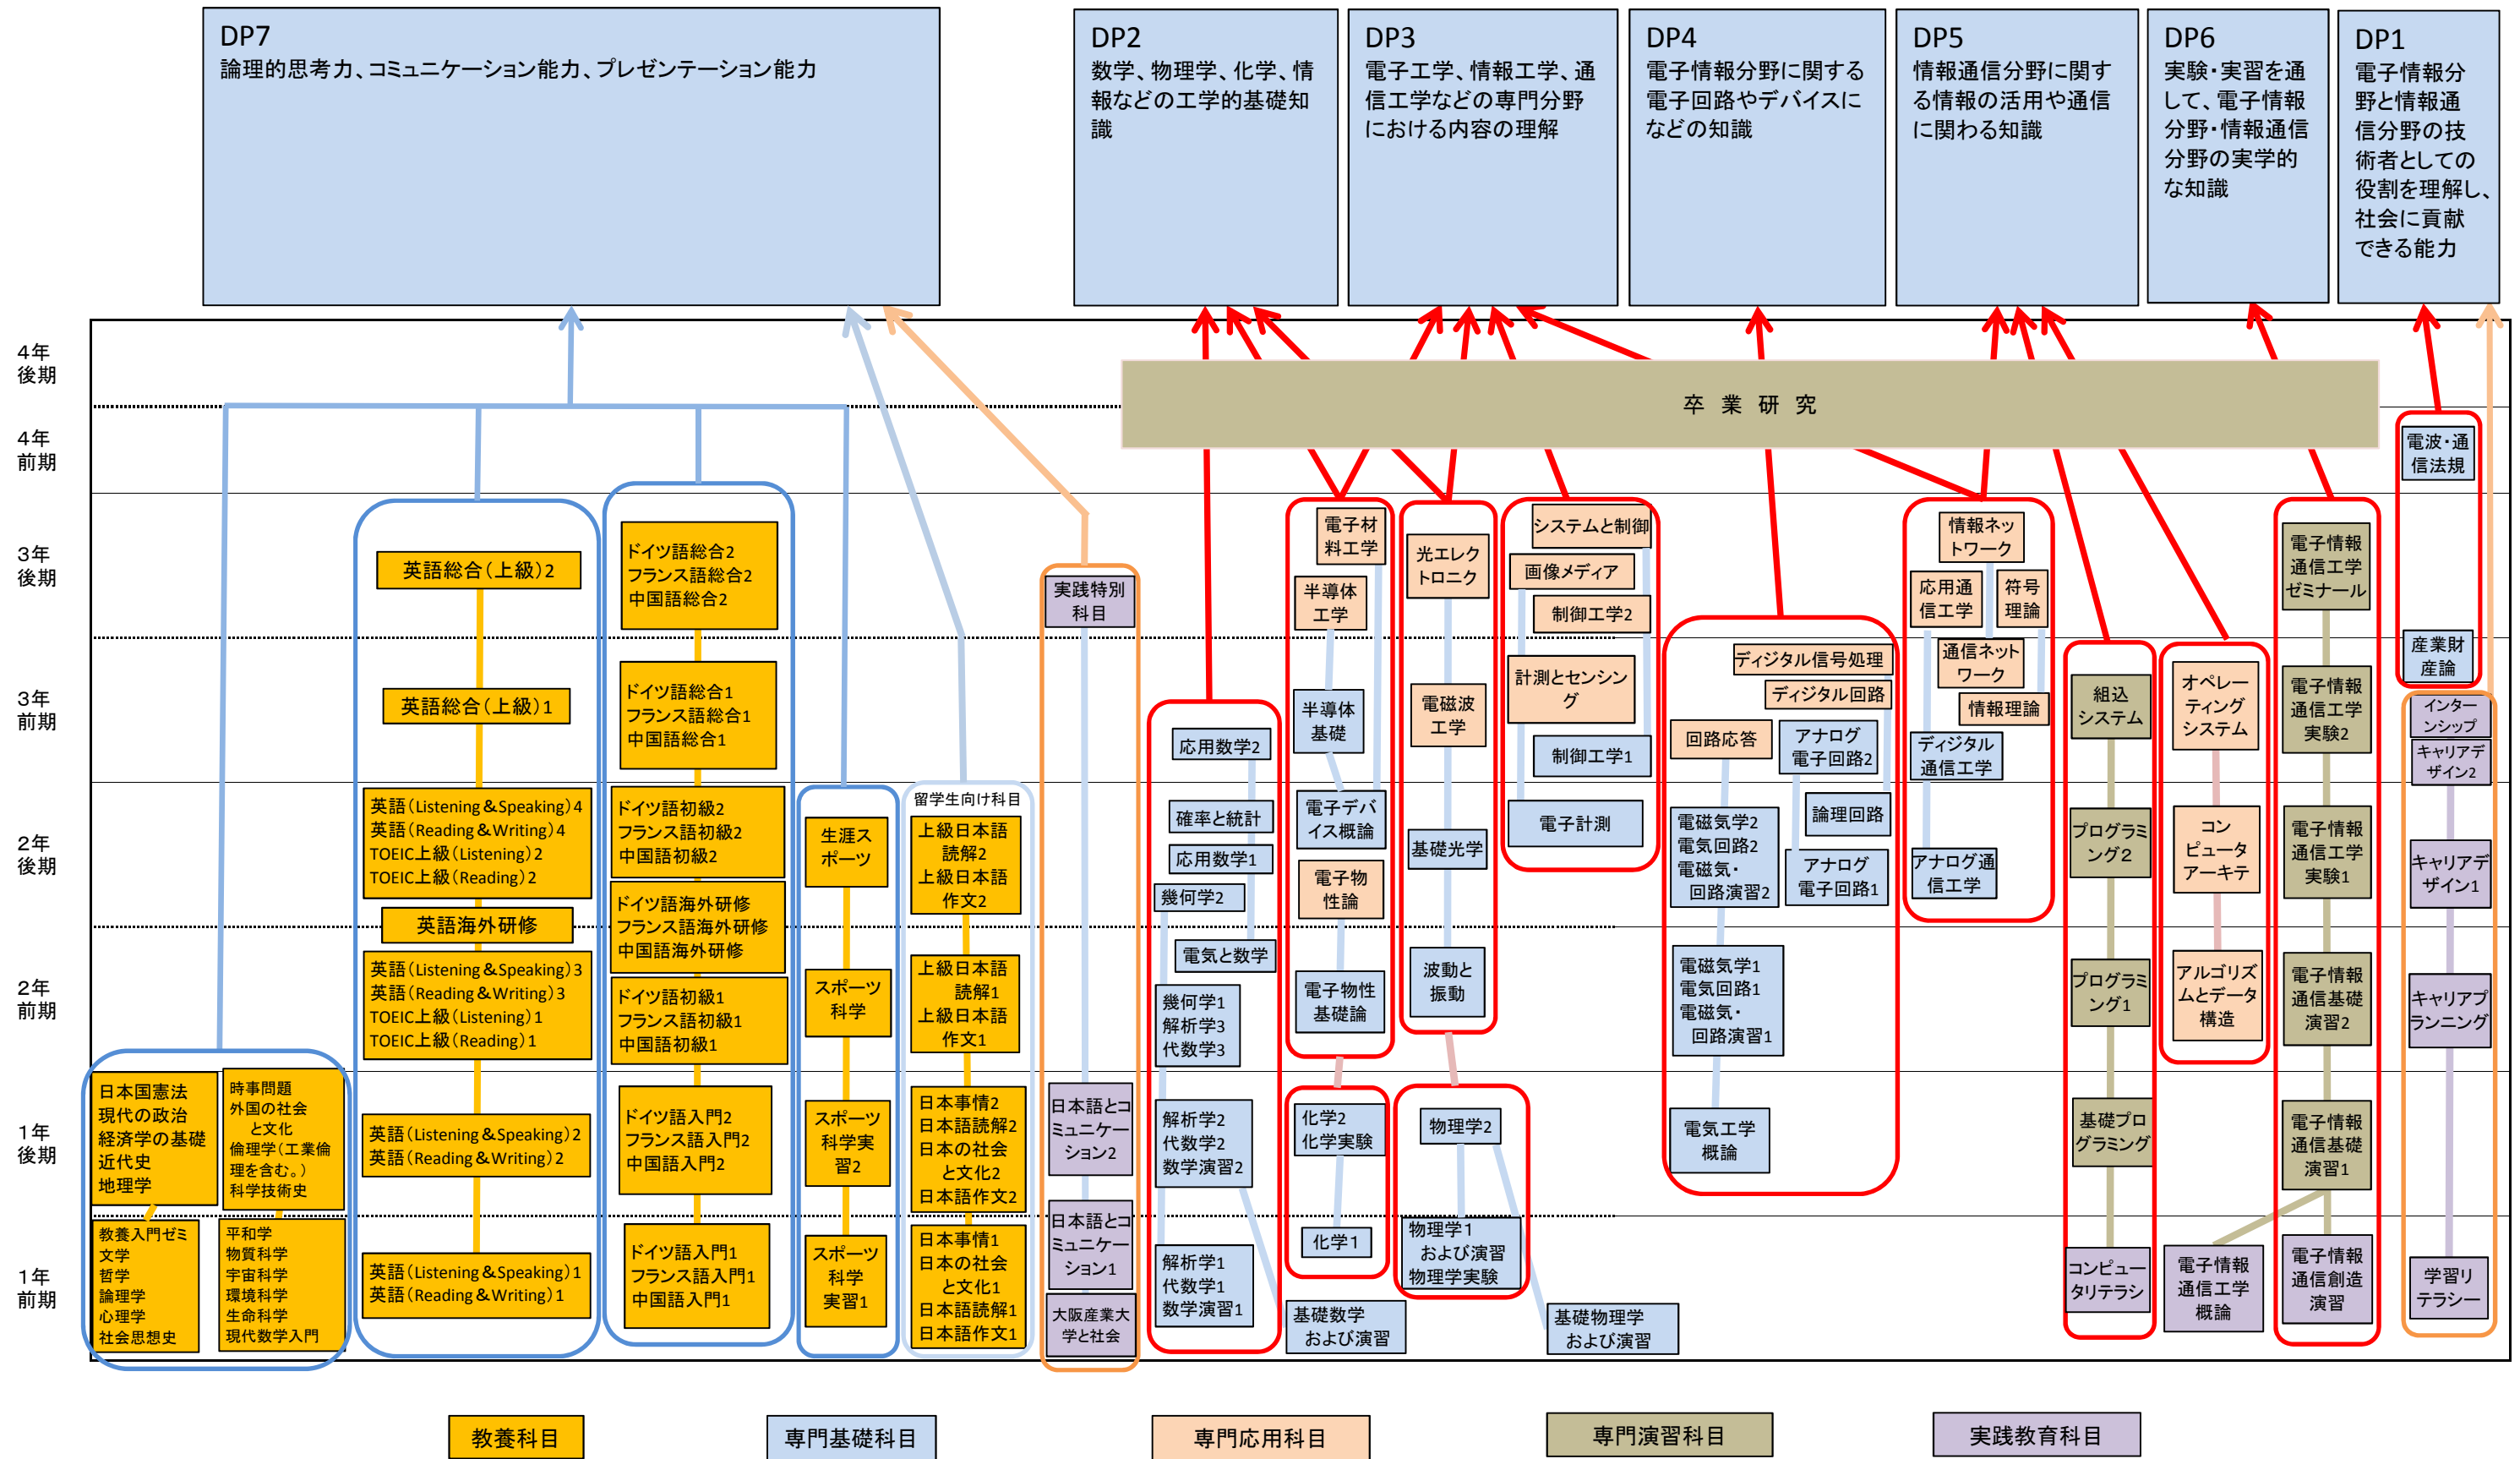 DP7
論理的思考力、コミュニケーション能力、プレゼンテーション能力
DP2
数学、物理学、化学、情
報などの工学的基礎知
識
DP3
電子工学、情報工学、通
信工学などの専門分野
における内容の理解
DP4
電子情報分野に関する
電子回路やデバイスに
などの知識
DP5
情報通信分野に関す
る情報の活用や通信
に関わる知識
DP6
実験・実習を通
して、電子情報
分野・情報通信
分野の実学的
な知識
DP1
電子情報分
野と情報通
信分野の技
術者としての
役割を理解し、
社会に貢献
できる能力
4年
後期
卒 業 研 究
4年
前期
電波・通
信法規
3年
後期
英語総合(上級)2
ドイツ語総合2
フランス語総合2
中国語総合2
実践特別
科目
電子材
料工学
半導体
工学
光エレク
トロニク
システムと制御
画像メディア
制御工学2
情報ネッ
トワーク
応用通
信工学
符号
理論
電子情報
通信工学
ゼミナール
3年
前期
英語総合(上級)1
ドイツ語総合1
フランス語総合1
中国語総合1
応用数学2
半導体
基礎
電磁波
工学
計測とセンシン
グ
制御工学1
ディジタル信号処理
ディジタル回路
回路応答
アナログ
電子回路2
通信ネット
ワーク
情報理論
ディジタル
通信工学
組込
システム
オペレー
ティング
システム
電子情報
通信工学
実験2
産業財
産論
インター
ンシップ
キャリアデ
ザイン2
2年
後期
英語(Listening&Speaking)4
英語(Reading&Writing)4
TOEIC上級(Listening)2
TOEIC上級(Reading)2
英語海外研修
ドイツ語初級2
フランス語初級2
中国語初級2
ドイツ語海外研修
フランス語海外研修
中国語海外研修
生涯ス
ポーツ
留学生向け科目
上級日本語
読解2
上級日本語
作文2
確率と統計
応用数学1
幾何学2
電子デバ
イス概論
電子物
性論
基礎光学
電子計測
電磁気学2
電気回路2
電磁気・
回路演習2
論理回路
アナログ
電子回路1
アナログ通
信工学
プログラミ
ング2
コン
ピュータ
アーキテ
電子情報
通信工学
実験1
キャリアデ
ザイン1
2年
前期
英語(Listening&Speaking)3
英語(Reading&Writing)3
TOEIC上級(Listening)1
TOEIC上級(Reading)1
ドイツ語初級1
フランス語初級1
中国語初級1
スポーツ
科学
上級日本語
読解1
上級日本語
作文1
電気と数学
幾何学1
解析学3
代数学3
電子物性
基礎論
波動と
振動
電磁気学1
電気回路1
電磁気・
回路演習1
プログラミ
ング1
アルゴリズ
ムとデータ
構造
電子情報
通信基礎
演習2
キャリアプ
ランニング
1年
後期
日本国憲法
現代の政治
経済学の基礎
近代史
地理学
時事問題
外国の社会
と文化
倫理学(工業倫
理を含む。)
科学技術史
英語(Listening&Speaking)2
英語(Reading&Writing)2
ドイツ語入門2
フランス語入門2
中国語入門2
スポーツ
科学実
習2
日本事情2
日本語読解2
日本の社会
と文化2
日本語作文2
日本語とコ
ミュニケー
ション2
解析学2
代数学2
数学演習2
化学2
化学実験
物理学2
電気工学
概論
基礎プロ
グラミング
電子情報
通信基礎
演習1
1年
前期
教養入門ゼミ
文学
哲学
論理学
心理学
社会思想史
平和学
物質科学
宇宙科学
環境科学
生命科学
現代数学入門
英語(Listening&Speaking)1
英語(Reading&Writing)1
ドイツ語入門1
フランス語入門1
中国語入門1
スポーツ
科学
実習1
日本事情1
日本の社会
と文化1
日本語読解1
日本語作文1
日本語とコ
ミュニケー
ション1
大阪産業大
学と社会
解析学1
代数学1
数学演習1
化学1
基礎数学
および演習
物理学1
および演習
物理学実験
基礎物理学
および演習
コンピュー
タリテラシ
電子情報
通信工学
概論
電子情報
通信創造
演習
学習リ
テラシー
教養科目
専門基礎科目
専門応用科目
専門演習科目
実践教育科目